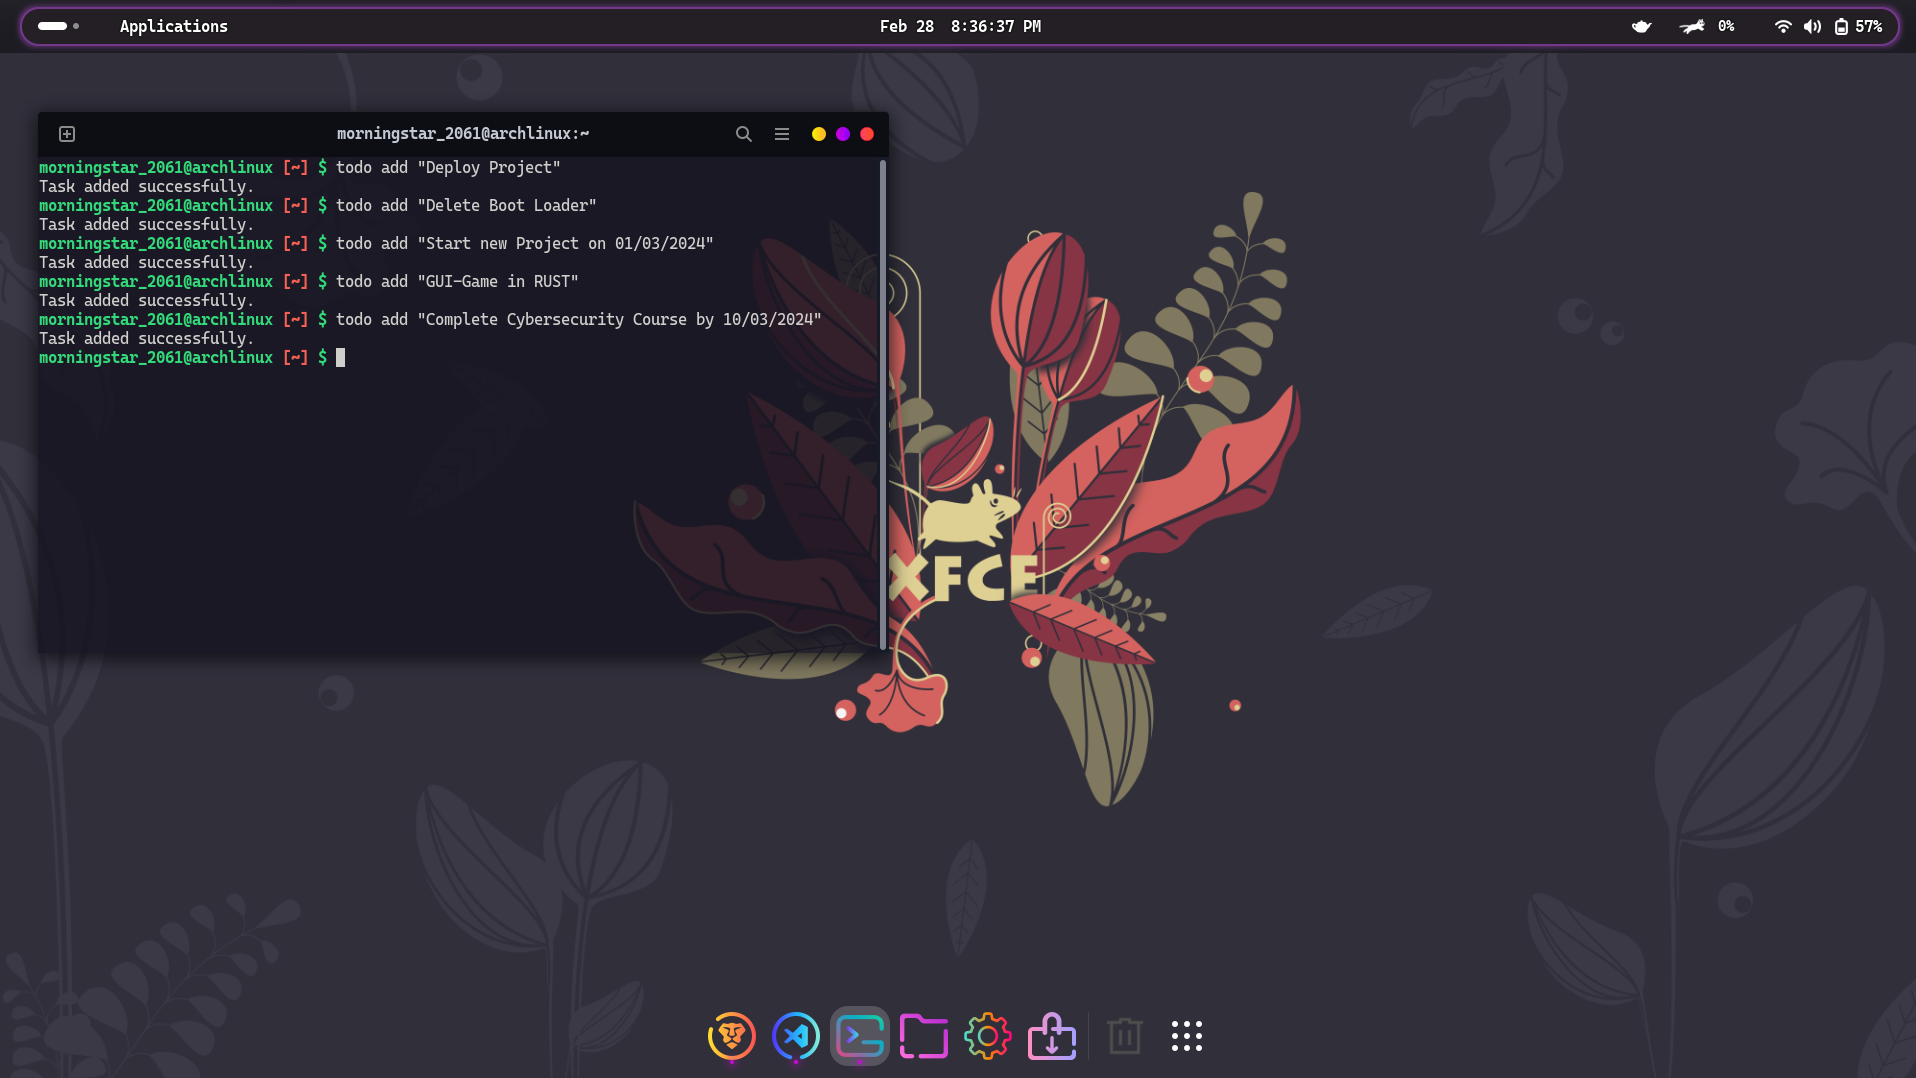 Applications
Feb 28 8:36:37 PM
0%
57%
morningstar_2061@archlinux:~
morningstar_2061@archlinux [~] $ todo add "Deploy Project"
Task added successfully.
morningstar_2061@archlinux [~] $ todo add "Delete Boot Loader"
Task added successfully.
morningstar_2061@archlinux [~] $ todo add "Start new Project on 01/03/2024"
Task added successfully.
morningstar_2061@archlinux [~] $ todo add "GUI-Game in RUST"
Task added successfully.
morningstar_2061@archlinux [~] $ todo add "Complete Cybersecurity Course by 10/03/2024"
Task added successfully.
morningstar_2061@archlinux [~] $
XFCE